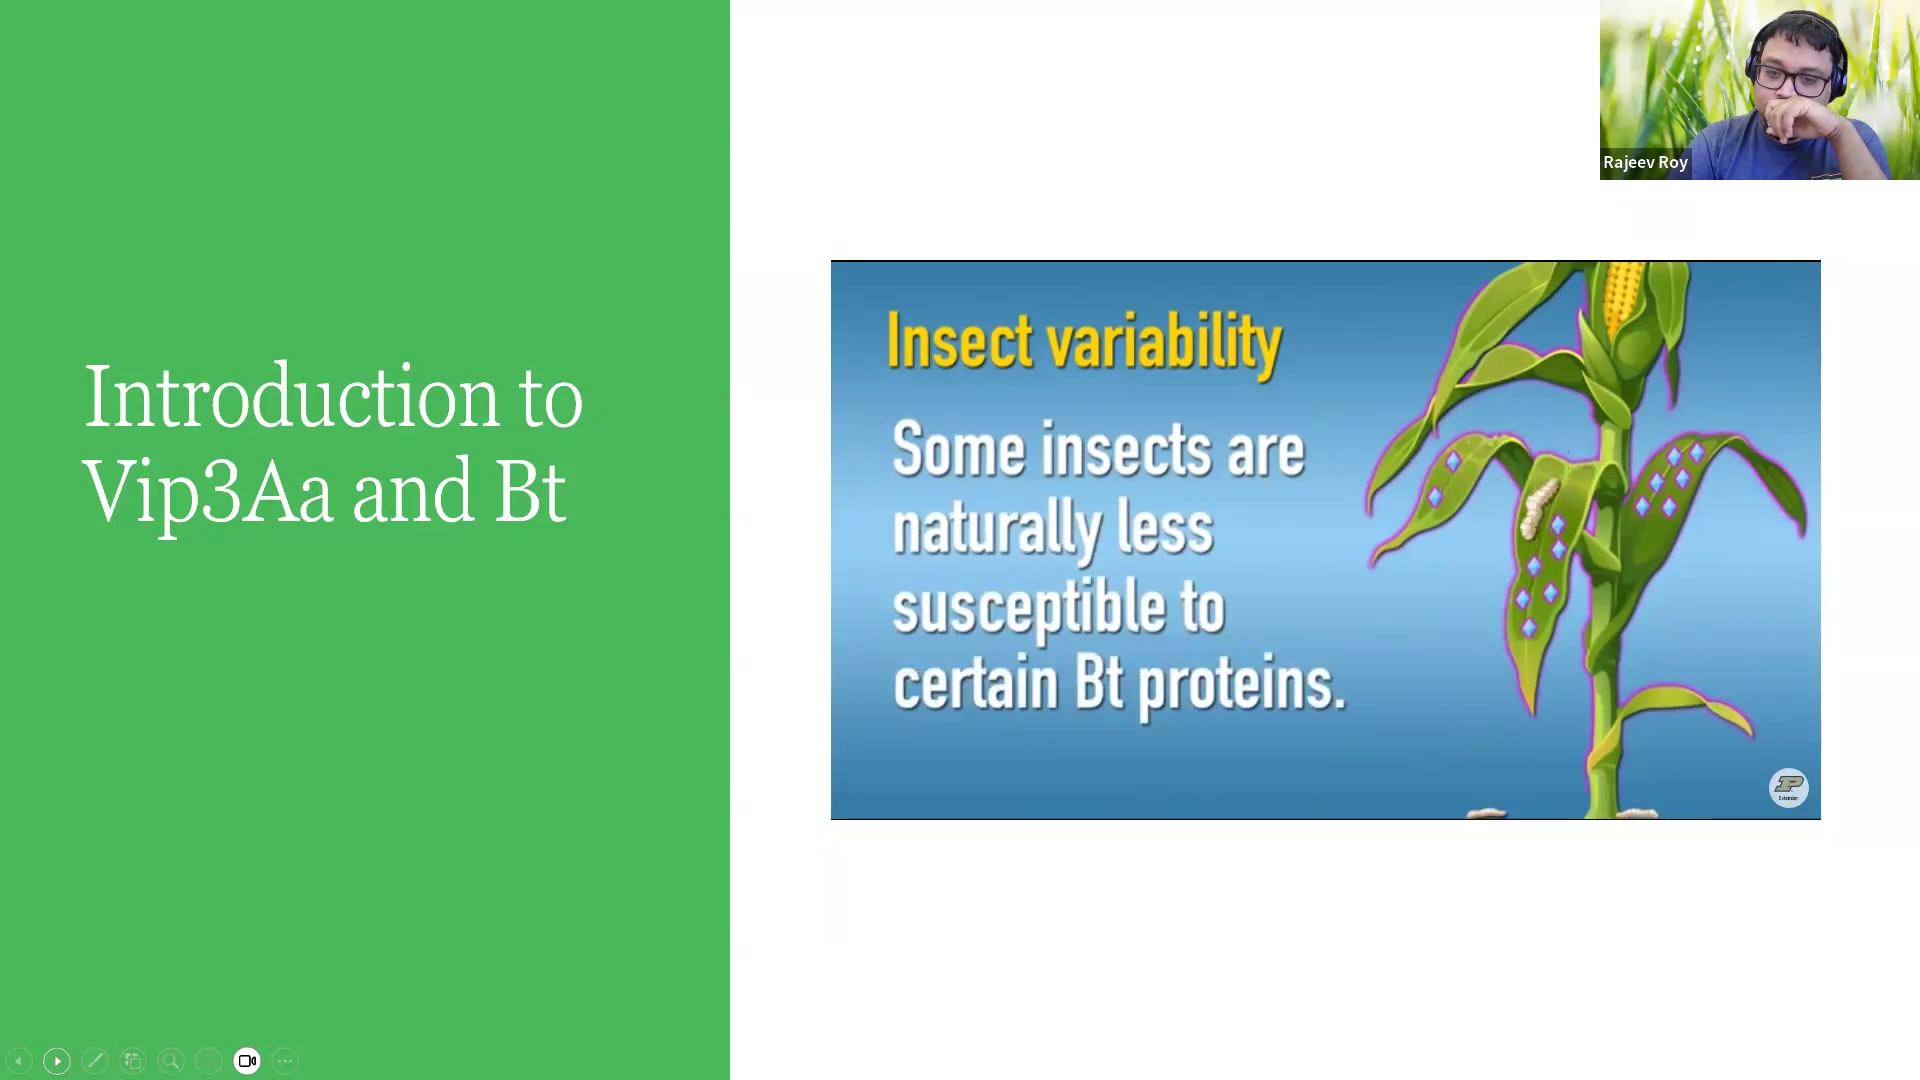 Introduction to
Vip3Aa and Bt
Rajeev Roy
Insect variability
Some insects are
naturally less
susceptible to
certain Bt proteins.
P
Extension